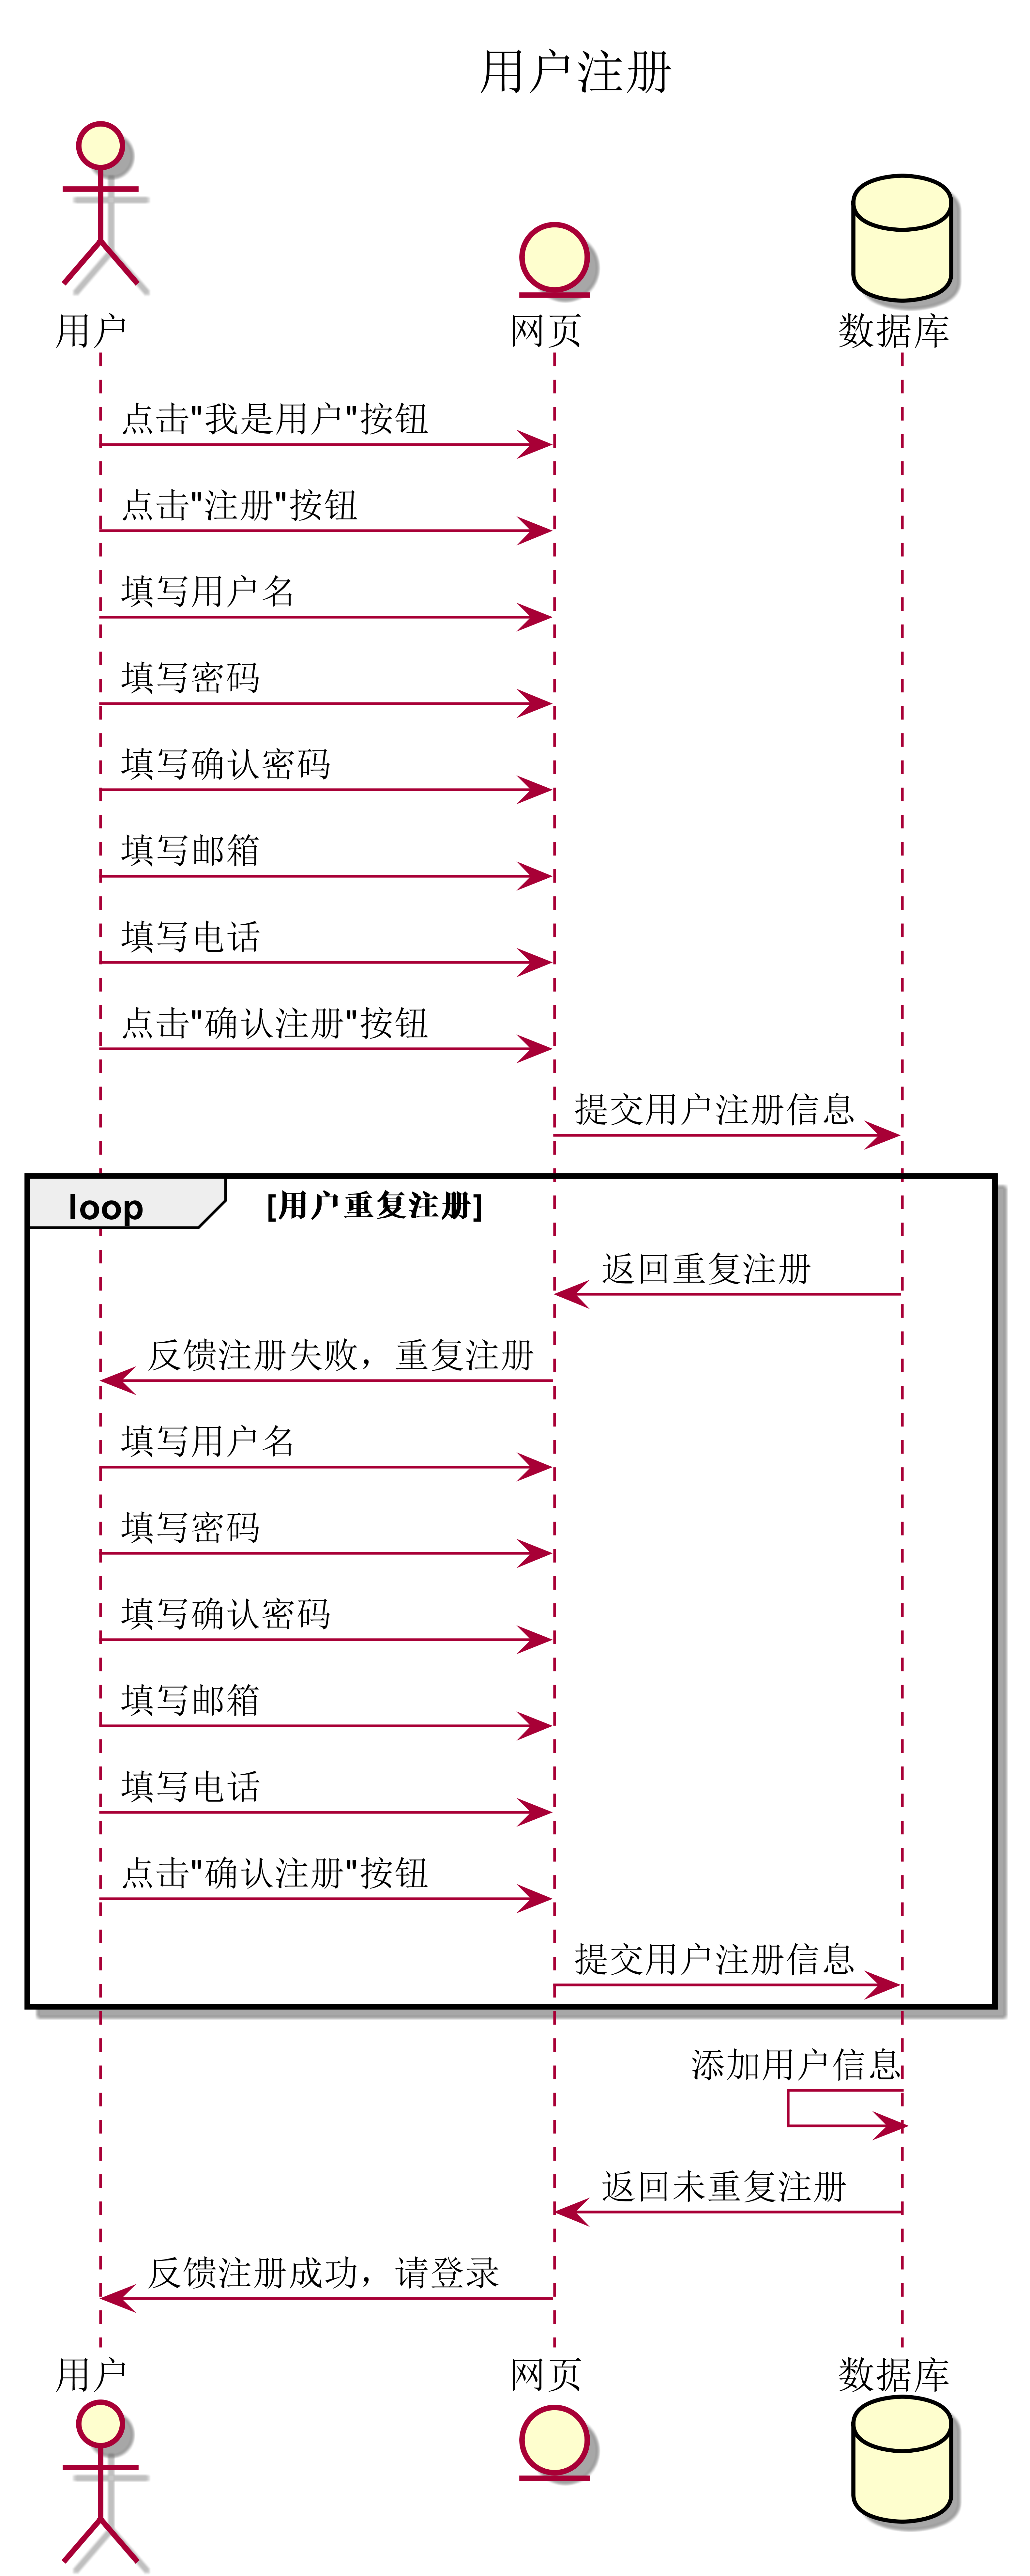 用户注册
用户
网页
数据库
点击"我是用户"按钮
点击"注册"按钮
填写用户名
填写密码
填写确认密码
填写邮箱
填写电话
点击"确认注册"按钮
提交用户注册信息
loop [用户重复注册]
返回重复注册
反馈注册失败，重复注册
填写用户名
填写密码
填写确认密码
填写邮箱
填写电话
点击"确认注册"按钮
提交用户注册信息
添加用户信息
返回未重复注册
反馈注册成功，请登录
用户
网页
数据库